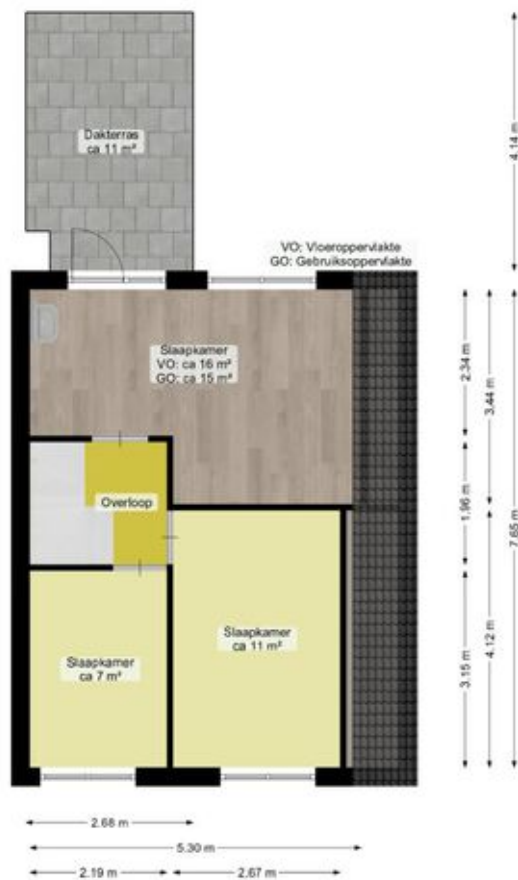 Dakterras
ca 11 m²
4.14 m
VO: Vloeroppervlakte
GO: Gebruiksoppervlakte
Slaapkamer
VO: ca 16 m²
GO: ca 15 m²
2.34 m
3.44 m
Overloop
1.96 m
7.65 m
Slaapkamer
ca 11 m²
Slaapkamer
ca 7 m²
3.15 m
4.12 m
2.68 m
5.30 m
2.19 m
2.67 m